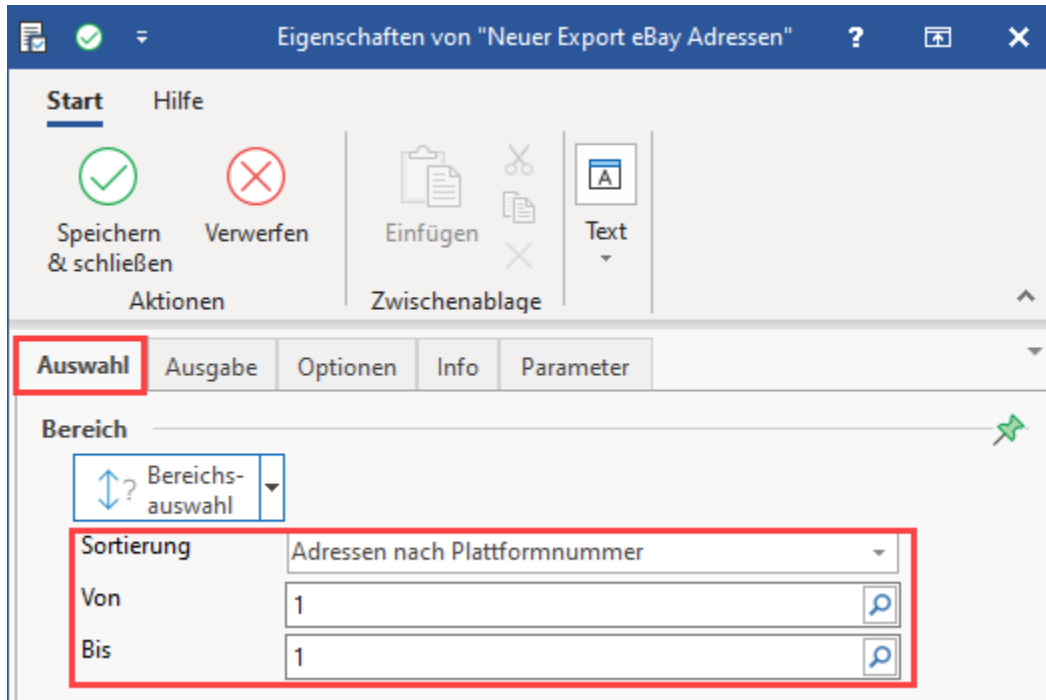 Eigenschaften von "Neuer Export eBay Adressen" ?
Start Hilfe
Speichern & schließen
Verwerfen
Einfügen
A
Text
Aktionen
Zwischenablage
Auswahl Ausgabe Optionen Info Parameter
Bereich
? Bereichs-
auswahl
Sortierung Adressen nach Plattformnummer
Von 1
Bis 1